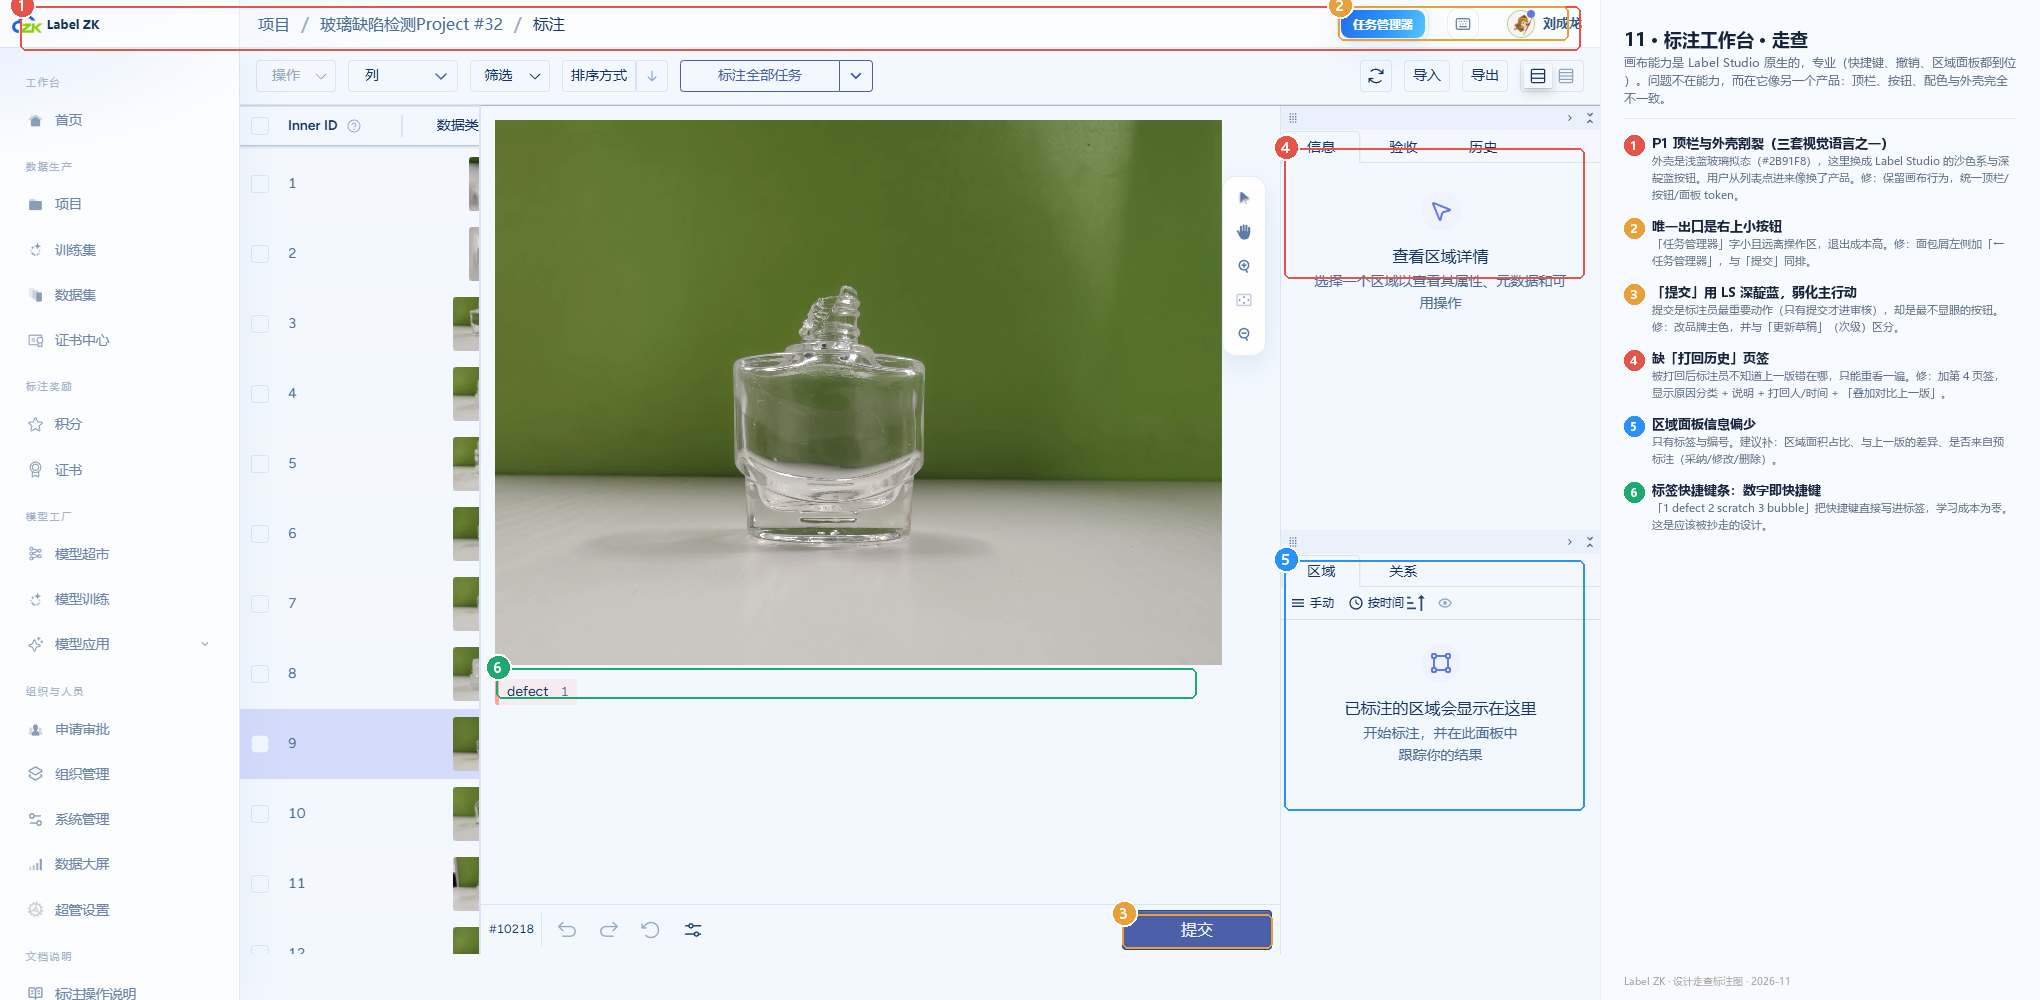 1
Label ZK
项目 / 玻璃缺陷检测Project #32 / 标注
2
任务管理器
刘成龙
工作台
首页
数据生产
项目
训练集
数据集
证书中心
标注奖励
积分
证书
模型工厂
模型超市
模型训练
模型应用
组织与人员
申请审批
组织管理
系统管理
数据大屏
超管设置
文档说明
标注操作说明
操作
列
筛选
排序方式
标注全部任务
导入
导出
Inner ID
数据类
1
2
3
4
5
6
7
8
9
10
11
12
6
defect 1
#10218
3
提交
4
信息
验收
历史
查看区域详情
选择一个区域以查看其属性、元数据和可
用操作
5
区域
关系
手动
按时间
已标注的区域会显示在这里
开始标注，并在此面板中
跟踪你的结果
11 · 标注工作台 · 走查
画布能力是 Label Studio 原生的，专业（快捷键、撤销、区域面板都到位
）。问题不在能力，而在它像另一个产品：顶栏、按钮、配色与外壳完全
不一致。
1 P1 顶栏与外壳割裂（三套视觉语言之一）
外壳是浅蓝玻璃拟态（#2B91F8），这里换成 Label Studio 的沙色系与深
靛蓝按钮。用户从列表点进来像换了产品。修：保留画布行为，统一顶栏/
按钮/面板 token。
2 唯一出口是右上小按钮
「任务管理器」字小且远离操作区，退出成本高。修：面包屑左侧加「←
任务管理器」，与「提交」同排。
3 「提交」用 LS 深靛蓝，弱化主行动
提交是标注员最重要动作（只有提交才进审核），却是最不显眼的按钮。
修：改品牌主色，并与「更新草稿」（次级）区分。
4 缺「打回历史」页签
被打回后标注员不知道上一版错在哪，只能重看一遍。修：加第 4 页签，
显示原因分类 + 说明 + 打回人/时间 + 「叠加对比上一版」。
5 区域面板信息偏少
只有标签与编号。建议补：区域面积占比、与上一版的差异、是否来自预
标注（采纳/修改/删除）。
6 标签快捷键条：数字即快捷键
「1 defect 2 scratch 3 bubble」把快捷键直接写进标签，学习成本为零。
这是应该被抄走的设计。
Label ZK · 设计走查标注图 · 2026-11